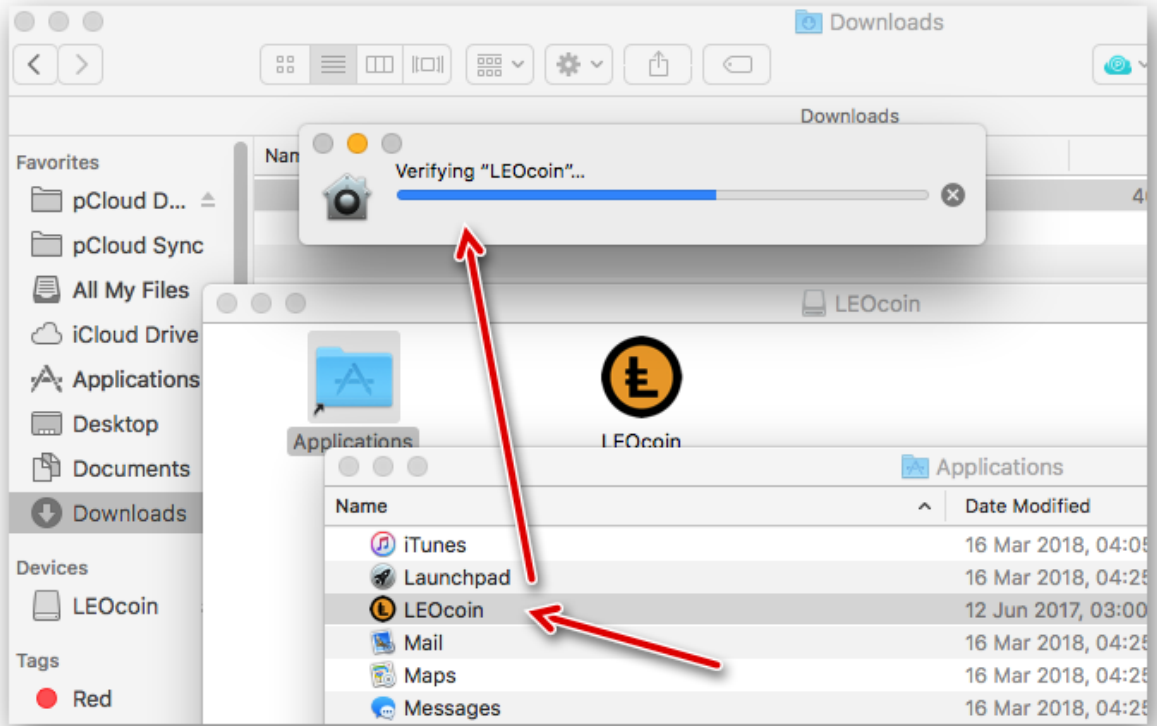 Downloads
Downloads
Favorites
pCloud D...
pCloud Sync
All My Files
iCloud Drive
Applications
Desktop
Documents
Downloads
Devices
LEOcoin
Tags
Red
Verifying “LEOcoin”...
LEOcoin
Applications
LEOcoin
Applications
Name Date Modified
iTunes 16 Mar 2018, 04:05
Launchpad 16 Mar 2018, 04:25
LEOcoin 12 Jun 2017, 03:00
Mail 16 Mar 2018, 04:25
Maps 16 Mar 2018, 04:25
Messages 16 Mar 2018, 04:25